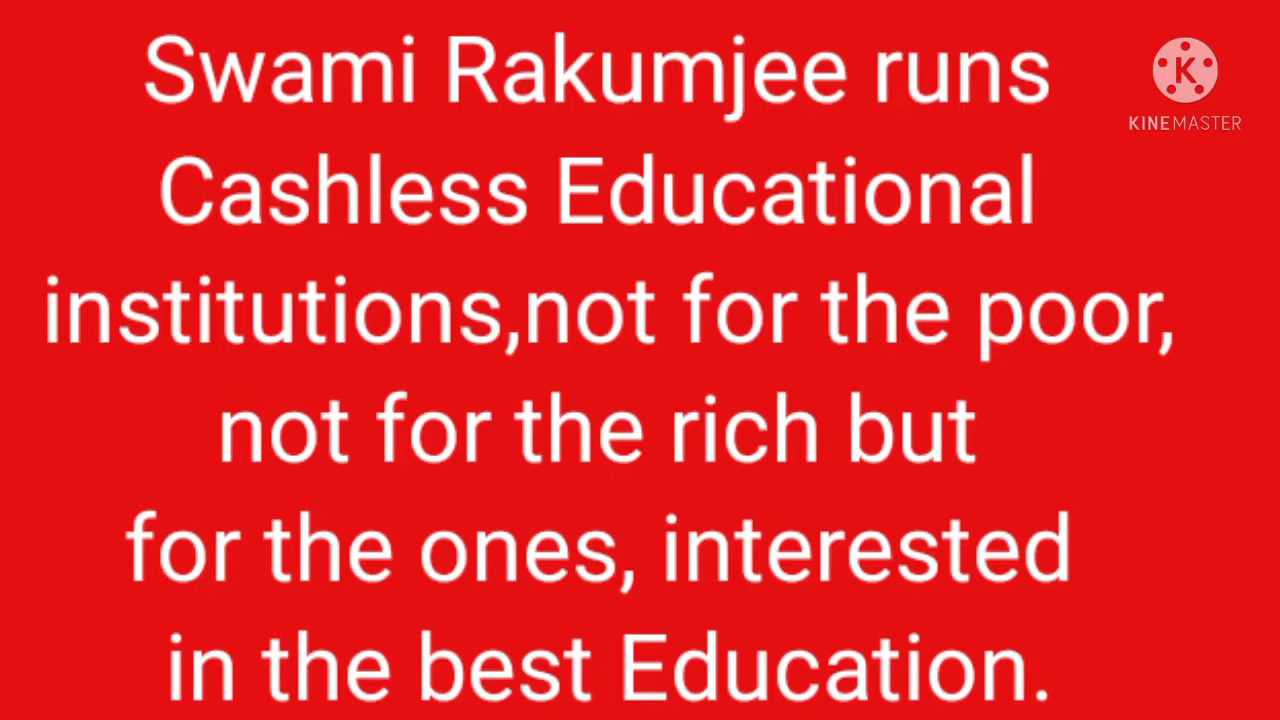 Swami Rakumjee runs
Cashless Educational
institutions,not for the poor,
not for the rich but
for the ones, interested
in the best Education.
K
KINEMASTER